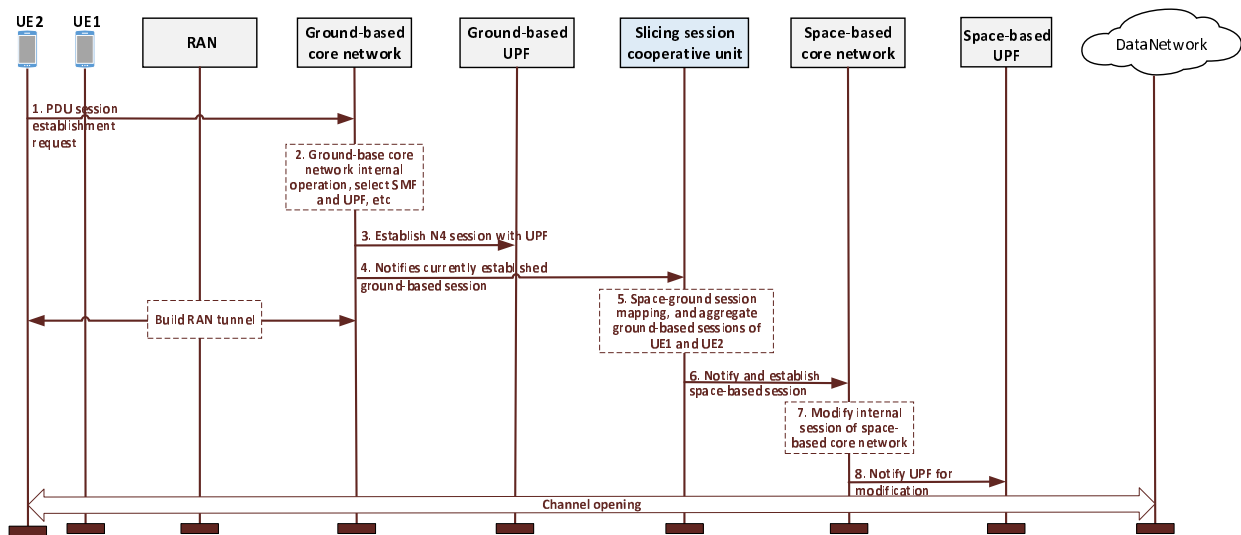 UE2
UE1
RAN
Ground-based
core network
Ground-based
UPF
Slicing session
cooperative unit
Space-based
core network
Space-based
UPF
DataNetwork
1. PDU session
establishment
request
2. Ground-base core
network internal
operation, select SMF
and UPF, etc
3. Establish N4 session with UPF
4. Notifies currently established
ground-based session
5. Space-ground session
mapping, and aggregate
ground-based sessions of
UE1 and UE2
Build RAN tunnel
6. Notify and establish
space-based session
7. Modify internal
session of space-
based core network
8. Notify UPF for
modification
Channel opening